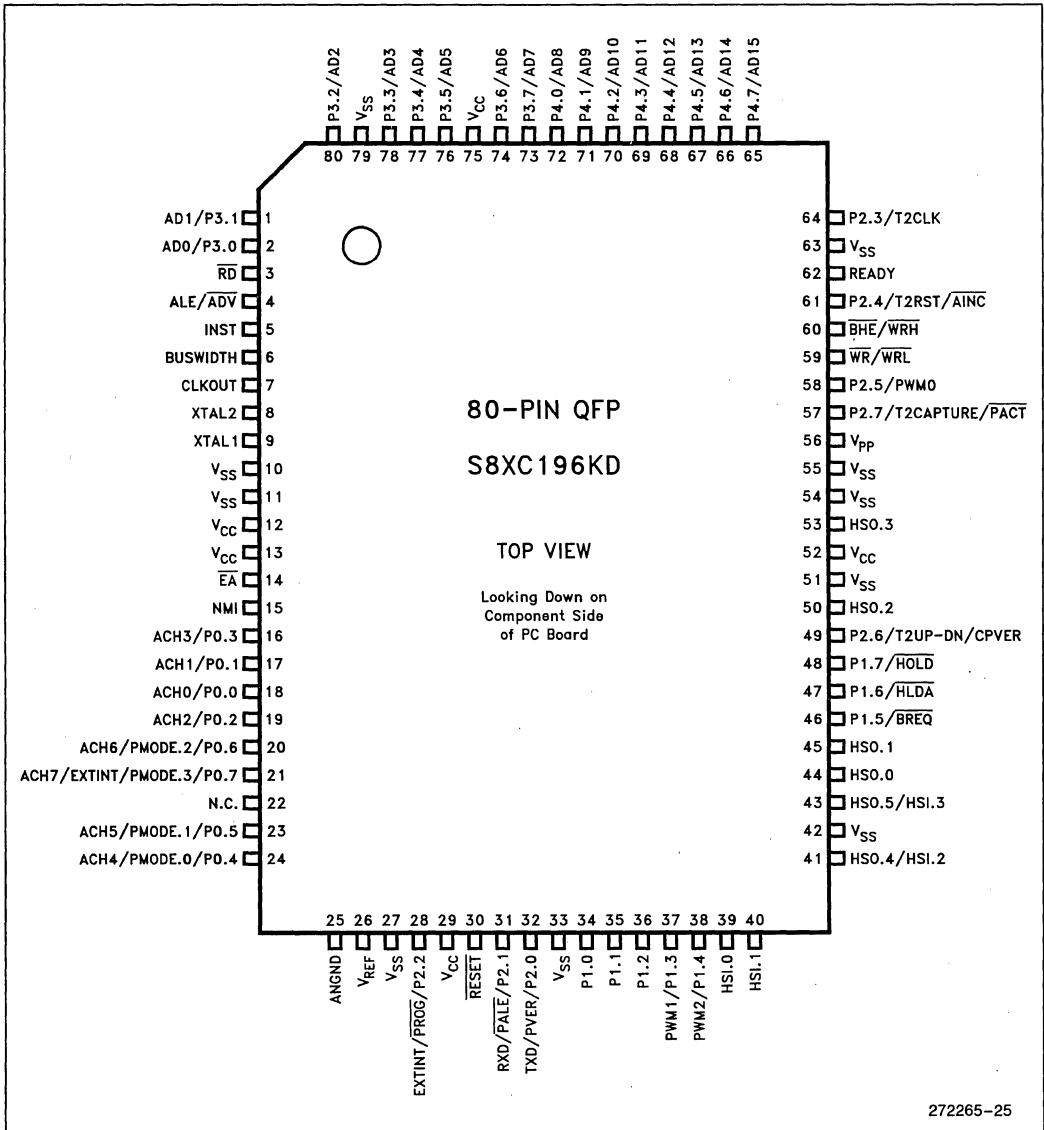 P3.2/AD2
VSS
P3.3/AD3
P3.4/AD4
P3.5/AD5
VCC
P3.6/AD6
P3.7/AD7
P4.0/AD8
P4.1/AD9
P4.2/AD10
P4.3/AD11
P4.4/AD12
P4.5/AD13
P4.6/AD14
P4.7/AD15
80 79 78 77 76 75 74 73 72 71 70 69 68 67 66 65
AD1/P3.1 1
AD0/P3.0 2
RD 3
ALE/ADV 4
INST 5
BUSWIDTH 6
CLKOUT 7
XTAL2 8
XTAL1 9
VSS 10
VSS 11
VCC 12
VCC 13
EA 14
NMI 15
ACH3/P0.3 16
ACH1/P0.1 17
ACH0/P0.0 18
ACH2/P0.2 19
ACH6/PMODE.2/P0.6 20
ACH7/EXTINT/PMODE.3/P0.7 21
N.C. 22
ACH5/PMODE.1/P0.5 23
ACH4/PMODE.0/P0.4 24
80-PIN QFP
S8XC196KD
TOP VIEW
Looking Down on
Component Side
of PC Board
64 P2.3/T2CLK
63 VSS
62 READY
61 P2.4/T2RST/AINC
60 BHE/WRH
59 WR/WRL
58 P2.5/PWM0
57 P2.7/T2CAPTURE/PACT
56 VPP
55 VSS
54 VSS
53 HSO.3
52 VCC
51 VSS
50 HSO.2
49 P2.6/T2UP-DN/CPVER
48 P1.7/HOLD
47 P1.6/HLDA
46 P1.5/BREQ
45 HSO.1
44 HSO.0
43 HSO.5/HSI.3
42 VSS
41 HSO.4/HSI.2
25 26 27 28 29 30 31 32 33 34 35 36 37 38 39 40
ANGND
VREF
VSS
EXTINT/PROG/P2.2
VCC
RESET
RXD/PALE/P2.1
TXD/PVER/P2.0
VSS
P1.0
P1.1
P1.2
PWM1/P1.3
PWM2/P1.4
HSI.0
HSI.1
272265-25